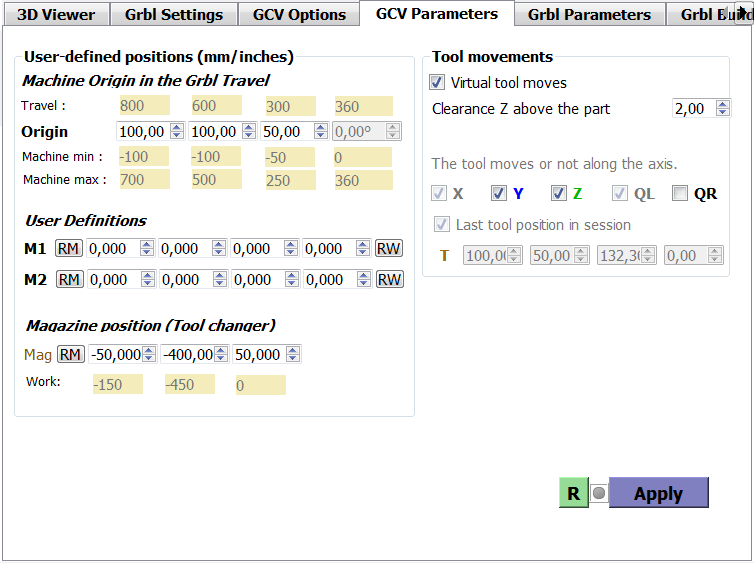 3D Viewer Grbl Settings GCV Options GCV Parameters Grbl Parameters Grbl
User-defined positions (mm/inches)
Machine Origin in the Grbl Travel
Travel : 800 600 300 360
Origin 100,00 100,00 50,00 0,00°
Machine min : -100 -100 -50 0
Machine max : 700 500 250 360
User Definitions
M1 RM 0,000 0,000 0,000 0,000 RW
M2 RM 0,000 0,000 0,000 0,000 RW
Magazine position (Tool changer)
Mag RM -50,000 -400,00 50,000
Work: -150 -450 0
Tool movements
Virtual tool moves
Clearance Z above the part 2,00
The tool moves or not along the axis.
X Y Z QL QR
Last tool position in session
T 100, 50,00 132, 0,00
R Apply